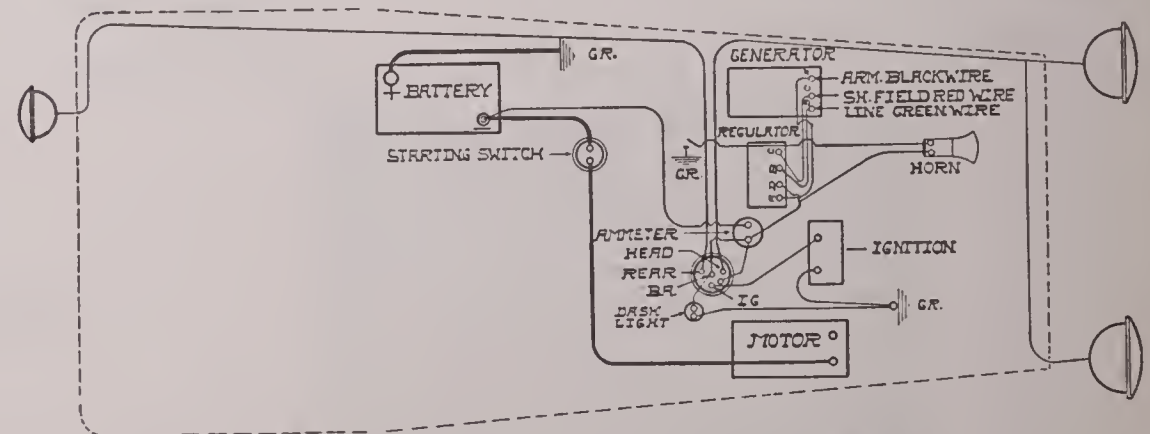 GR.
GENERATOR
ARM. BLACK WIRE
SH. FIELD RED WIRE
LINE GREEN WIRE
+ BATTERY
–
REGULATOR
STARTING SWITCH
GR.
HORN
AMMETER
HEAD
REAR
BA
IG
IGNITION
DASH
LIGHT
GR.
MOTOR